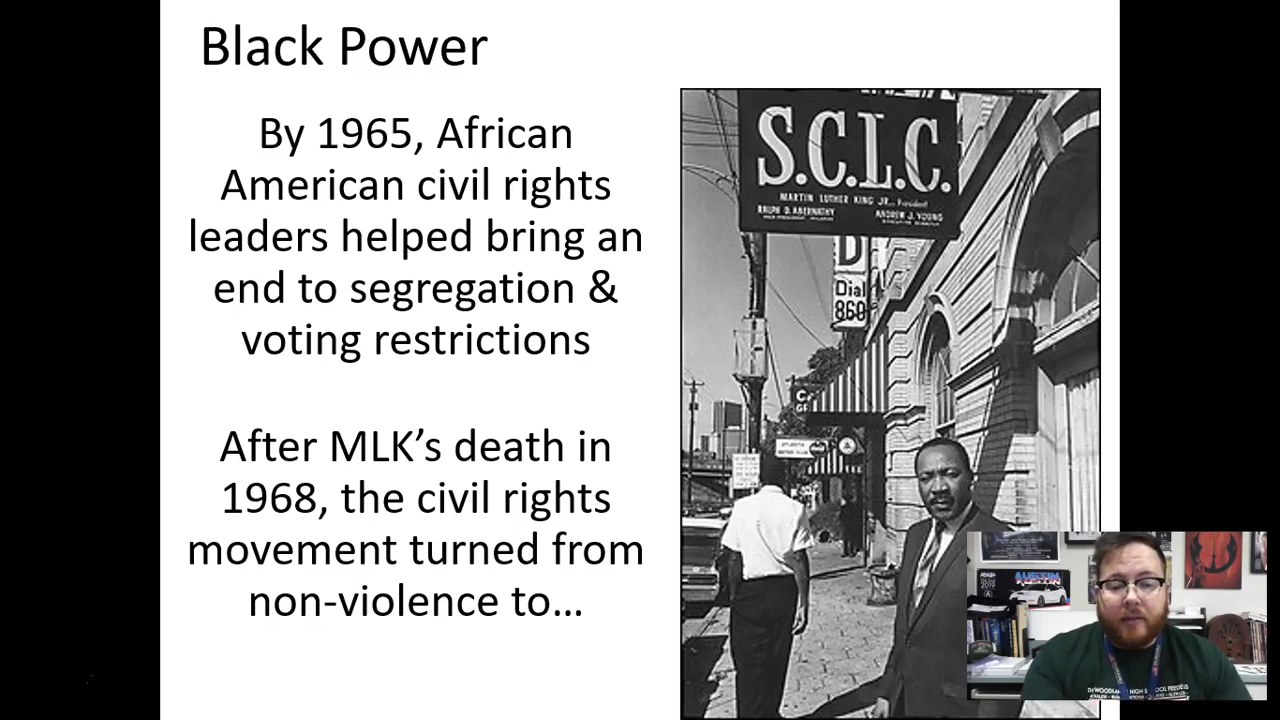 Black Power
By 1965, African
American civil rights
leaders helped bring an
end to segregation &
voting restrictions
After MLK’s death in
1968, the civil rights
movement turned from
non-violence to…
S.C.L.C.
MARTIN LUTHER KING JR., President
RALPH D. ABERNATHY
ANDREW J. YOUNG
D
Dial
860
AUSTIN